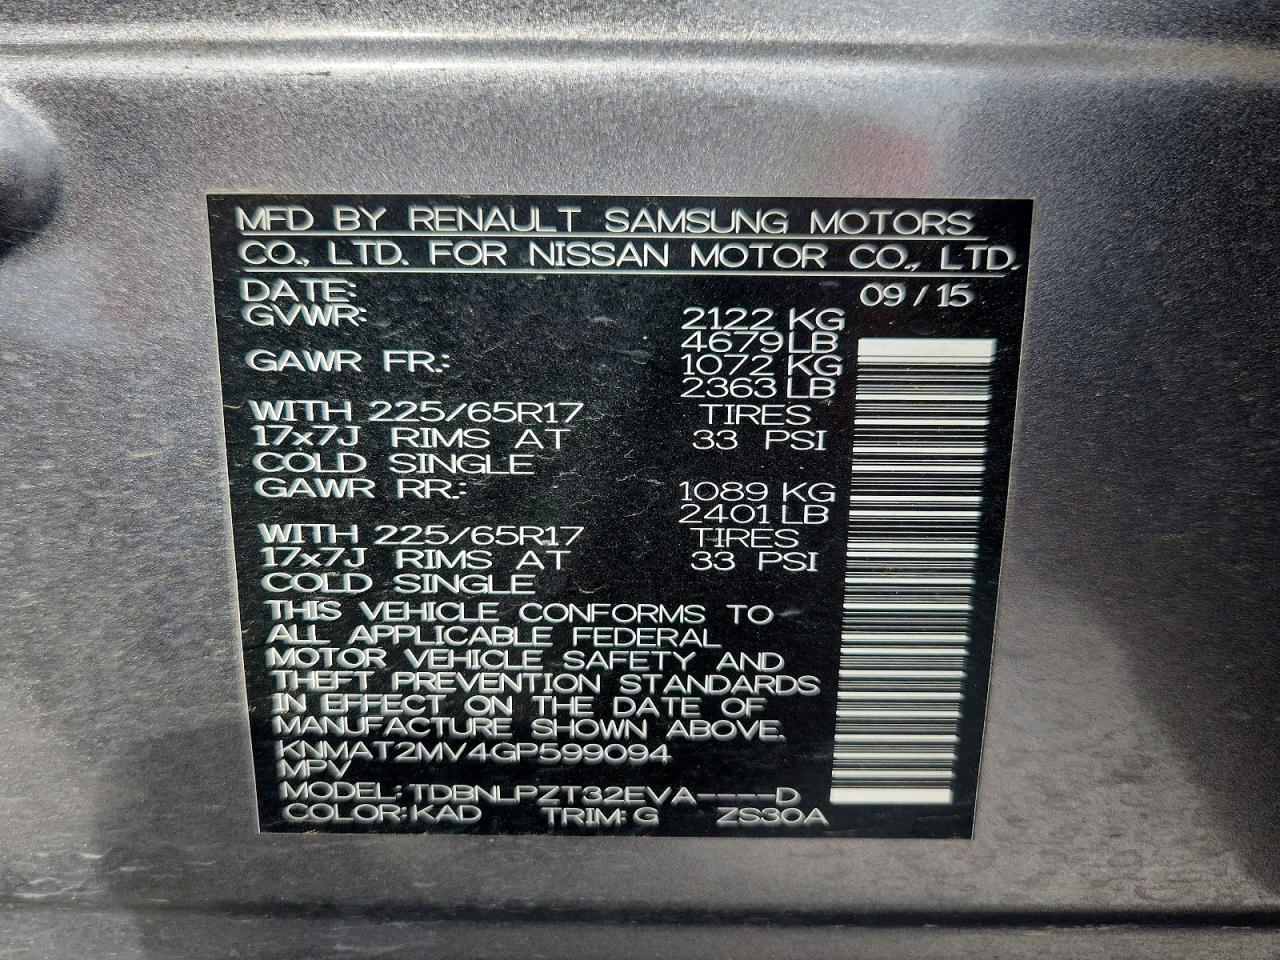 MFD BY RENAULT SAMSUNG MOTORS
CO., LTD. FOR NISSAN MOTOR CO., LTD.
DATE: 09 / 15
GVWR: 2122 KG
4679 LB
GAWR FR.: 1072 KG
2363 LB
WITH 225/65R17 TIRES
17x7J RIMS AT 33 PSI
COLD SINGLE
GAWR RR.: 1089 KG
2401 LB
WITH 225/65R17 TIRES
17x7J RIMS AT 33 PSI
COLD SINGLE
THIS VEHICLE CONFORMS TO
ALL APPLICABLE FEDERAL
MOTOR VEHICLE SAFETY AND
THEFT PREVENTION STANDARDS
IN EFFECT ON THE DATE OF
MANUFACTURE SHOWN ABOVE.
KNMAT2MV4GP599094
MPV
MODEL: TDBNLPZT32EVA----D
COLOR: KAD TRIM: G ZS30A